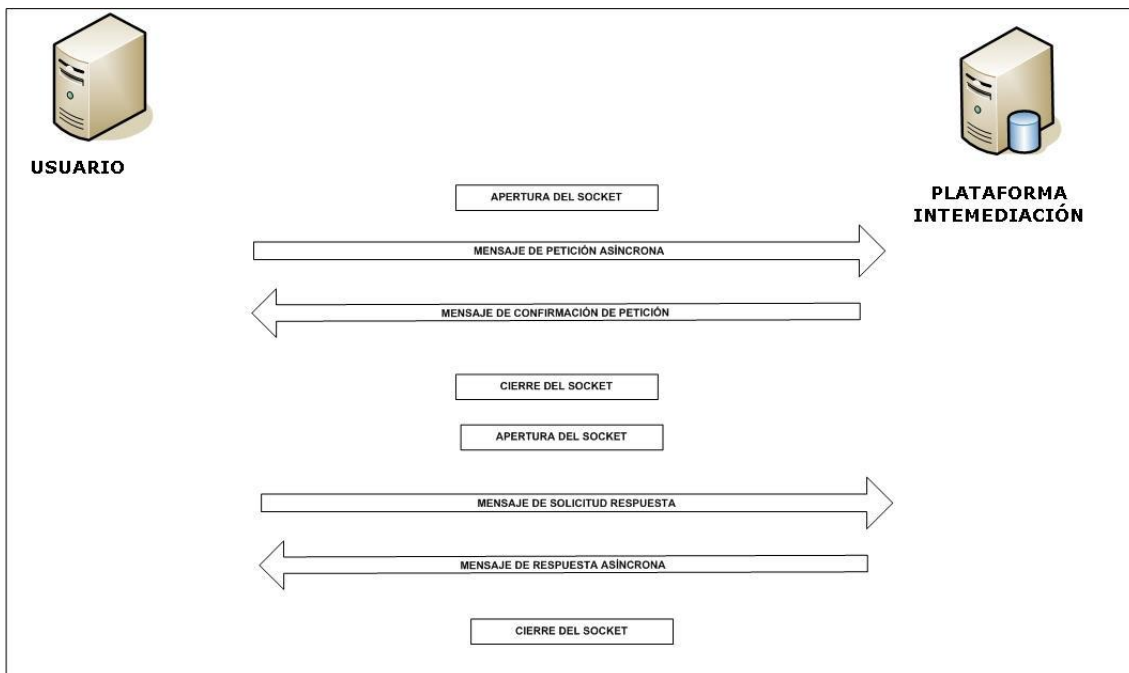 USUARIO
PLATAFORMA
INTEMEDIACIÓN
APERTURA DEL SOCKET
MENSAJE DE PETICIÓN ASÍNCRONA
MENSAJE DE CONFIRMACIÓN DE PETICIÓN
CIERRE DEL SOCKET
APERTURA DEL SOCKET
MENSAJE DE SOLICITUD RESPUESTA
MENSAJE DE RESPUESTA ASÍNCRONA
CIERRE DEL SOCKET